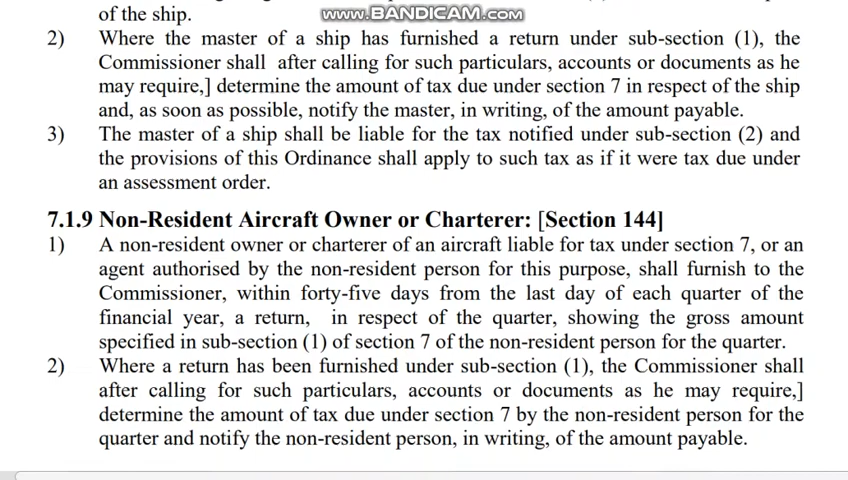 www.BANDICAM.com
of the ship.
2) Where the master of a ship has furnished a return under sub-section (1), the
Commissioner shall after calling for such particulars, accounts or documents as he
may require,] determine the amount of tax due under section 7 in respect of the ship
and, as soon as possible, notify the master, in writing, of the amount payable.
3) The master of a ship shall be liable for the tax notified under sub-section (2) and
the provisions of this Ordinance shall apply to such tax as if it were tax due under
an assessment order.
7.1.9 Non-Resident Aircraft Owner or Charterer: [Section 144]
1) A non-resident owner or charterer of an aircraft liable for tax under section 7, or an
agent authorised by the non-resident person for this purpose, shall furnish to the
Commissioner, within forty-five days from the last day of each quarter of the
financial year, a return, in respect of the quarter, showing the gross amount
specified in sub-section (1) of section 7 of the non-resident person for the quarter.
2) Where a return has been furnished under sub-section (1), the Commissioner shall
after calling for such particulars, accounts or documents as he may require,]
determine the amount of tax due under section 7 by the non-resident person for the
quarter and notify the non-resident person, in writing, of the amount payable.